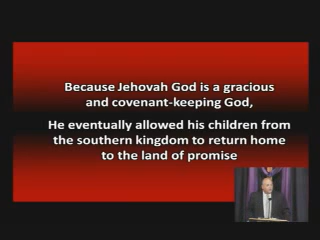 Because Jehovah God is a gracious
and covenant-keeping God,
He eventually allowed his children from
the southern kingdom to return home
to the land of promise